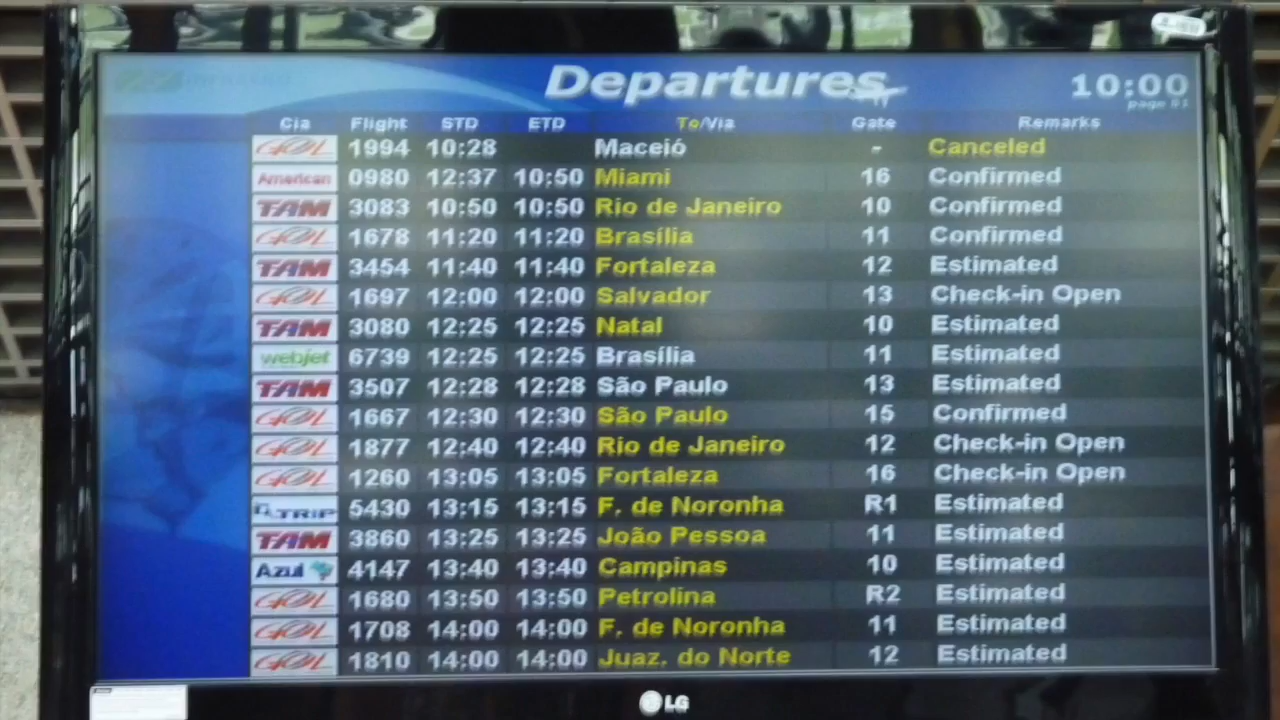 Departures 10:00
page 01
Cia Flight STD ETD To/Via Gate Remarks
GOL 1994 10:28 Maceió - Canceled
American 0980 12:37 10:50 Miami 16 Confirmed
TAM 3083 10:50 10:50 Rio de Janeiro 10 Confirmed
GOL 1678 11:20 11:20 Brasília 11 Confirmed
TAM 3454 11:40 11:40 Fortaleza 12 Estimated
GOL 1697 12:00 12:00 Salvador 13 Check-in Open
TAM 3080 12:25 12:25 Natal 10 Estimated
webjet 6739 12:25 12:25 Brasília 11 Estimated
TAM 3507 12:28 12:28 São Paulo 13 Estimated
GOL 1667 12:30 12:30 São Paulo 15 Confirmed
GOL 1877 12:40 12:40 Rio de Janeiro 12 Check-in Open
GOL 1260 13:05 13:05 Fortaleza 16 Check-in Open
TRIP 5430 13:15 13:15 F. de Noronha R1 Estimated
TAM 3860 13:25 13:25 João Pessoa 11 Estimated
Azul 4147 13:40 13:40 Campinas 10 Estimated
GOL 1680 13:50 13:50 Petrolina R2 Estimated
GOL 1708 14:00 14:00 F. de Noronha 11 Estimated
GOL 1810 14:00 14:00 Juaz. do Norte 12 Estimated
LG